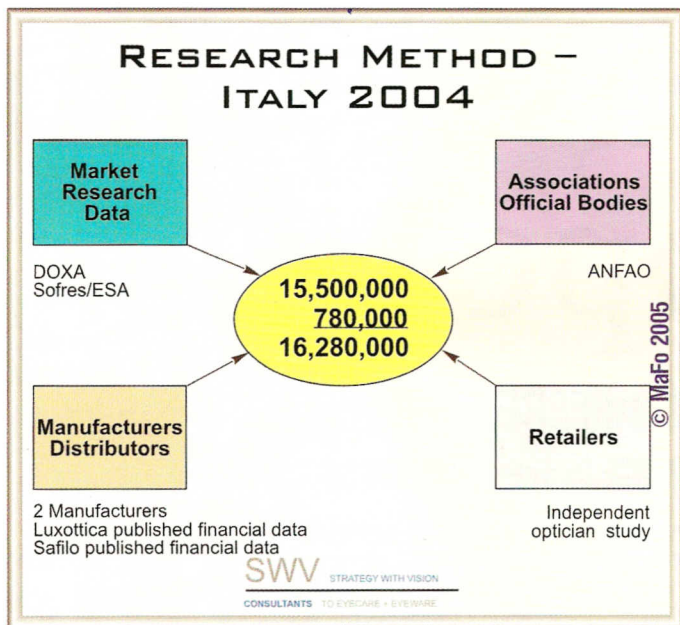 RESEARCH METHOD –
ITALY 2004
Market
Research
Data
Associations
Official Bodies
DOXA
Sofres/ESA
ANFAO
15,500,000
780,000
16,280,000
Manufacturers
Distributors
Retailers
2 Manufacturers
Luxottica published financial data
Safilo published financial data
Independent
optician study
© MaFo 2005
SWV STRATEGY WITH VISION
CONSULTANTS TO EYECARE + EYEWARE